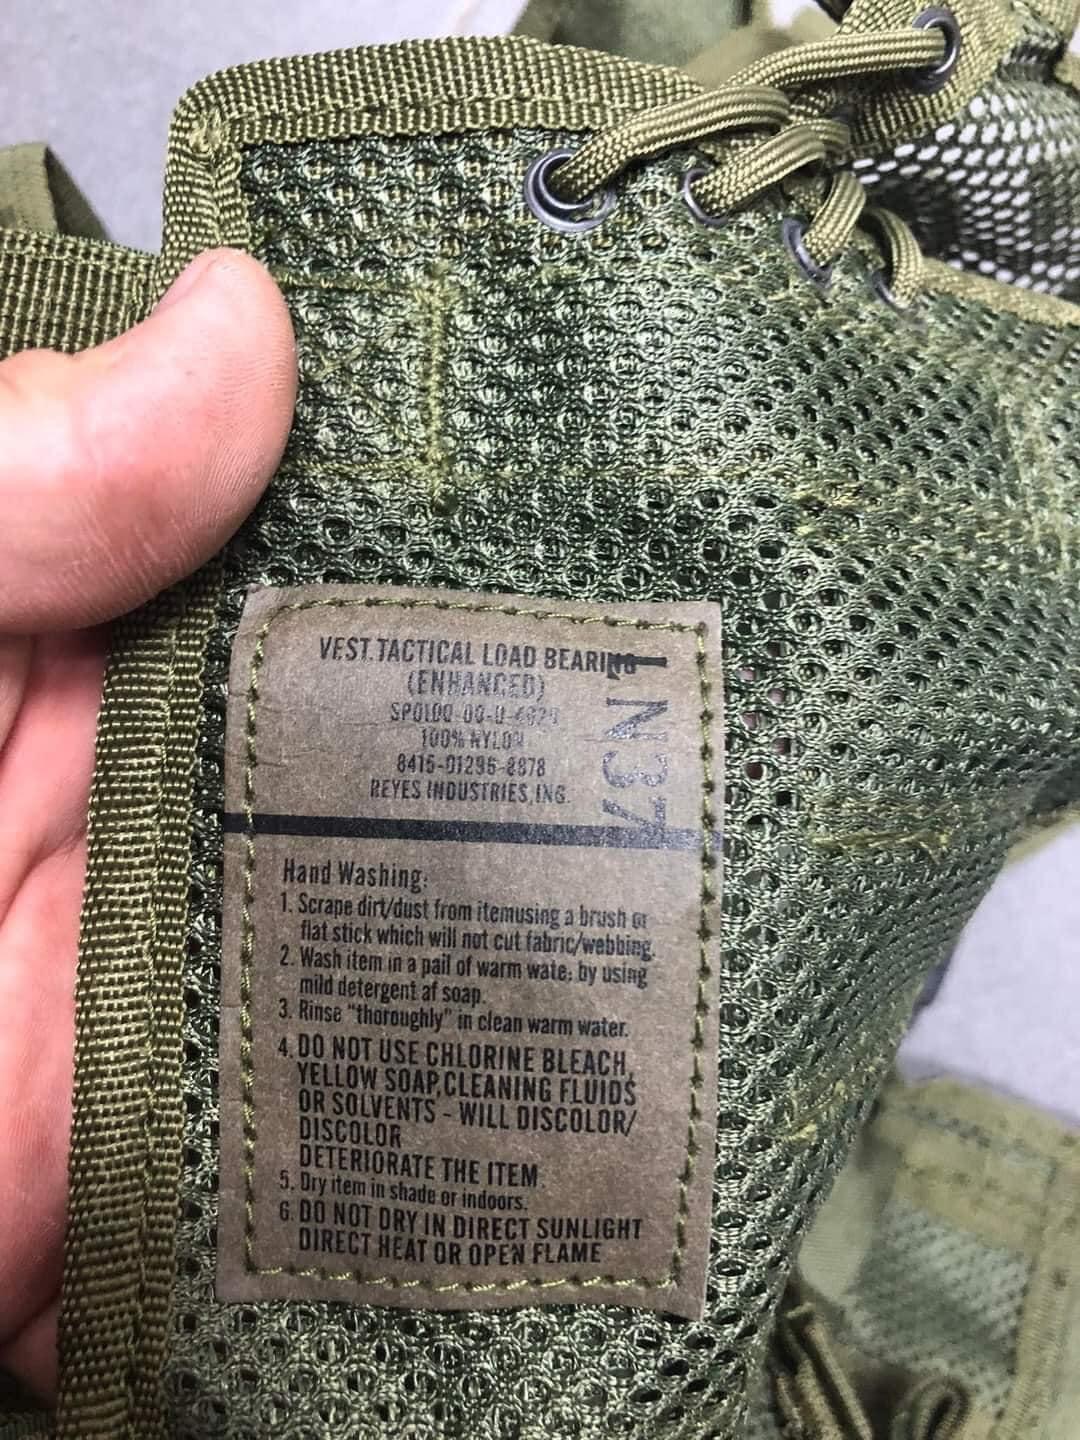 VEST.TACTICAL LOAD BEARING
(ENHANCED)
100% NYLON
8415-01296-8878
REYES INDUSTRIES, ING.
Hand Washing:
1. Scrape dirt/dust from itemusing a brush or
flat stick which will not cut fabric/webbing.
2. Wash item in a pail of warm wate: by using
mild detergent af soap.
3. Rinse "thoroughly" in clean warm water.
4. DO NOT USE CHLORINE BLEACH,
YELLOW SOAP,CLEANING FLUIDS
OR SOLVENTS - WILL DISCOLOR/
DISCOLOR
DETERIORATE THE ITEM.
5. Dry item in shade or indoors.
6. DO NOT DRY IN DIRECT SUNLIGHT
DIRECT HEAT OR OPEN FLAME